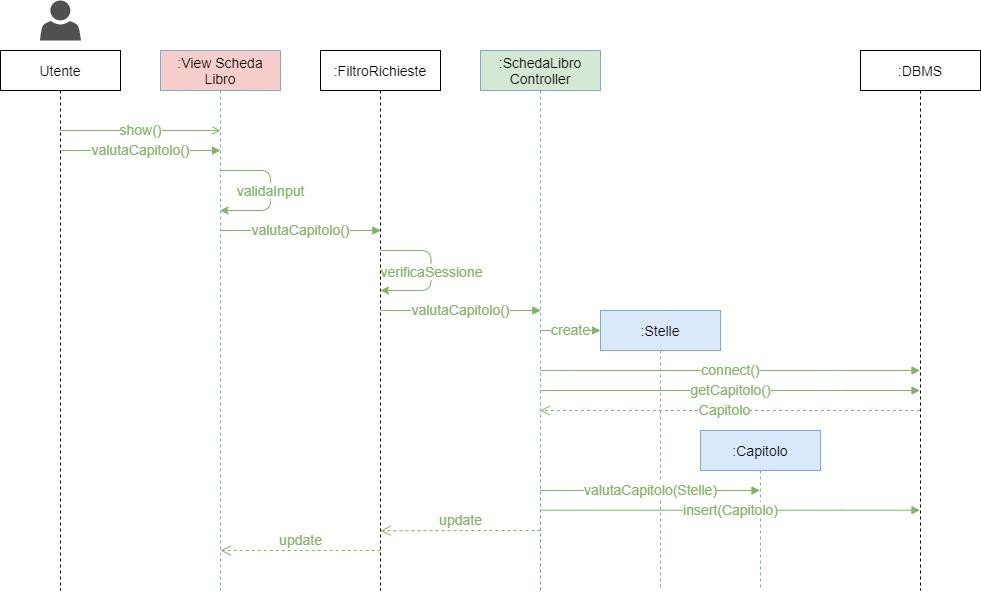 Utente
:View Scheda
Libro
:FiltroRichieste
:SchedaLibro
Controller
:DBMS
show()
valutaCapitolo()
validaInput
valutaCapitolo()
verificaSessione
valutaCapitolo()
create
:Stelle
connect()
getCapitolo()
Capitolo
:Capitolo
valutaCapitolo(Stelle)
insert(Capitolo)
update
update